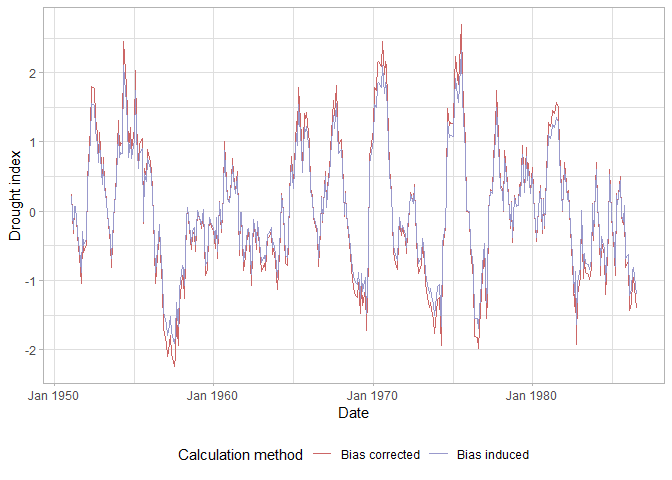 2
1
0
-1
-2
Drought index
Jan 1950 Jan 1960 Jan 1970 Jan 1980
Date
Calculation method Bias corrected Bias induced